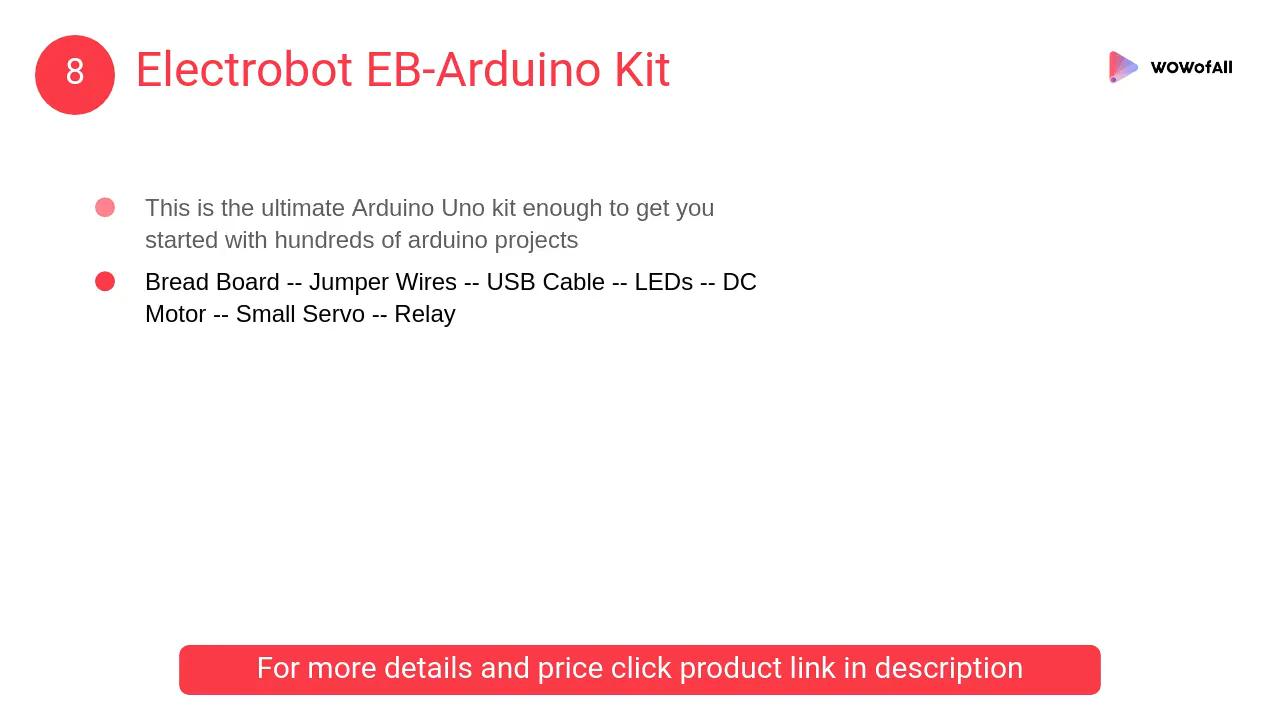 8
Electrobot EB-Arduino Kit
WOWofAll
This is the ultimate Arduino Uno kit enough to get you
started with hundreds of arduino projects
Bread Board -- Jumper Wires -- USB Cable -- LEDs -- DC
Motor -- Small Servo -- Relay
For more details and price click product link in description